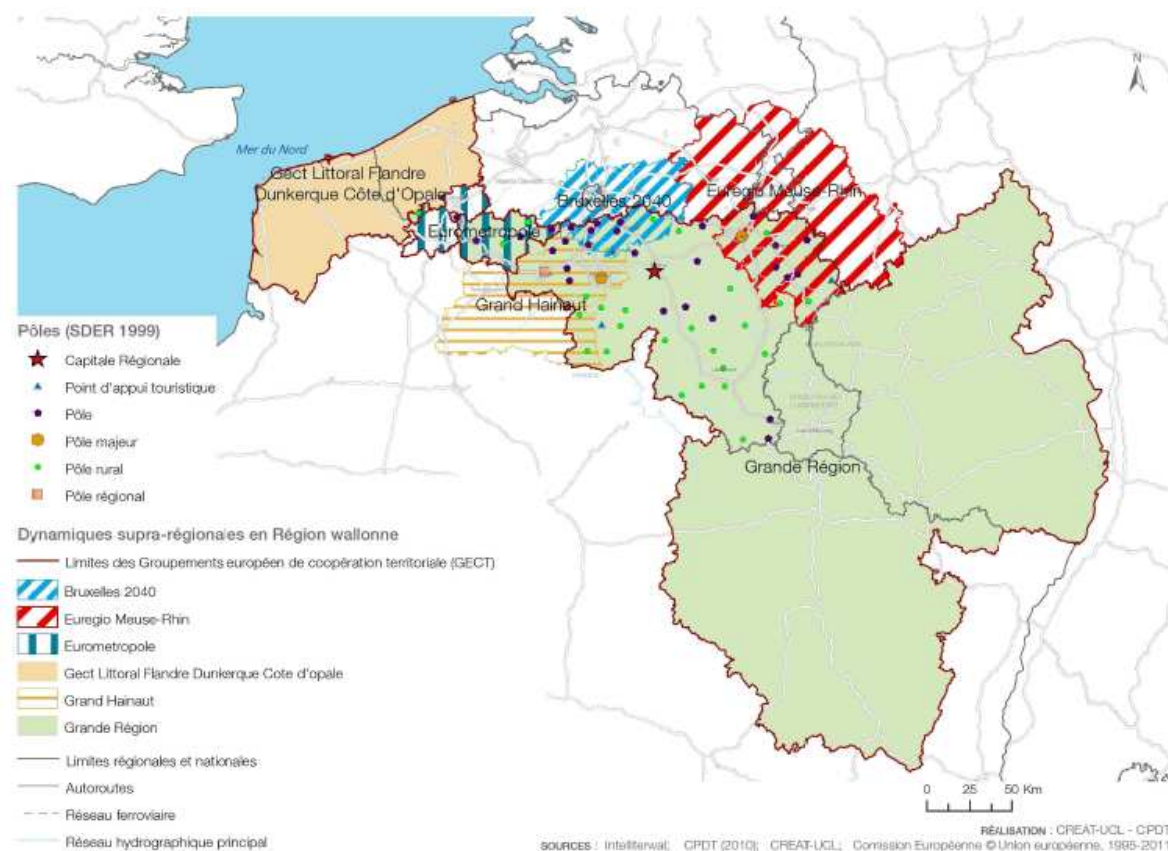 N
Mer du Nord
Gect Littoral Flandre
Dunkerque Côte d'Opale
Eurometropole
Bruxelles 2040
Euregio Meuse-Rhin
Grand Hainaut
Grande Région
Pôles (SDER 1999)
Capitale Régionale
Point d'appui touristique
Pôle
Pôle majeur
Pôle rural
Pôle régional
Dynamiques supra-régionales en Région wallonne
Limites des Groupements européen de coopération territoriale (GECT)
Bruxelles 2040
Euregio Meuse-Rhin
Eurometropole
Gect Littoral Flandre Dunkerque Cote d'opale
Grand Hainaut
Grande Région
Limites régionales et nationales
Autoroutes
Réseau ferroviaire
Réseau hydrographique principal
0 25 50 Km
RÉALISATION : CREAT-UCL - CPDT
SOURCES : Intelliterwal; CPDT (2010); CREAT-UCL; Comission Européenne © Union européenne, 1995-2011